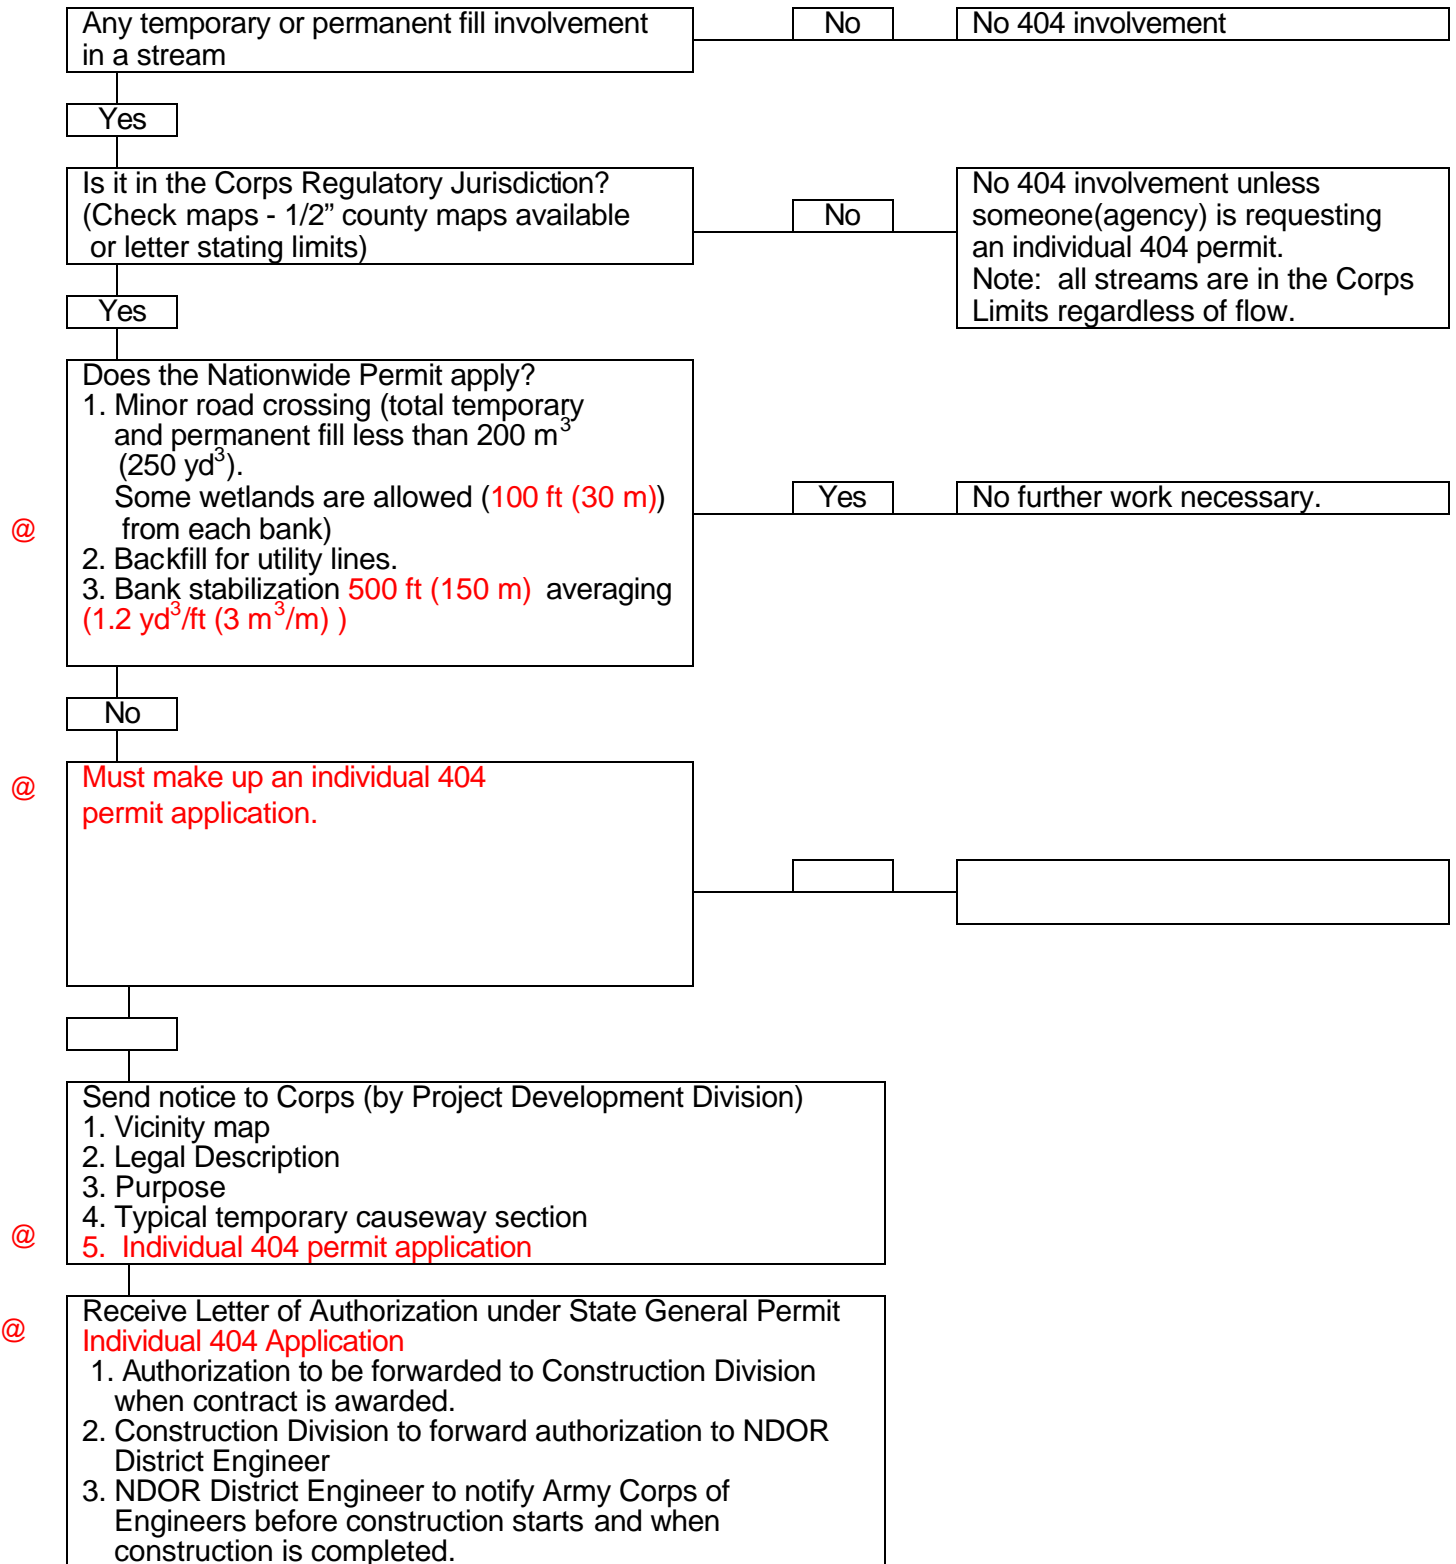 Any temporary or permanent fill involvement
in a stream
No
No 404 involvement
Yes
Is it in the Corps Regulatory Jurisdiction?
(Check maps - 1/2” county maps available
or letter stating limits)
No
No 404 involvement unless
someone(agency) is requesting
an individual 404 permit.
Note: all streams are in the Corps
Limits regardless of flow.
Yes
Does the Nationwide Permit apply?
1. Minor road crossing (total temporary
and permanent fill less than 200 m³
(250 yd³).
Some wetlands are allowed (100 ft (30 m))
@ from each bank)
2. Backfill for utility lines.
3. Bank stabilization 500 ft (150 m) averaging
(1.2 yd³/ft (3 m³/m) )
Yes
No further work necessary.
No
@ Must make up an individual 404
permit application.
Send notice to Corps (by Project Development Division)
1. Vicinity map
2. Legal Description
3. Purpose
4. Typical temporary causeway section
@ 5. Individual 404 permit application
@ Receive Letter of Authorization under State General Permit
Individual 404 Application
1. Authorization to be forwarded to Construction Division
when contract is awarded.
2. Construction Division to forward authorization to NDOR
District Engineer
3. NDOR District Engineer to notify Army Corps of
Engineers before construction starts and when
construction is completed.